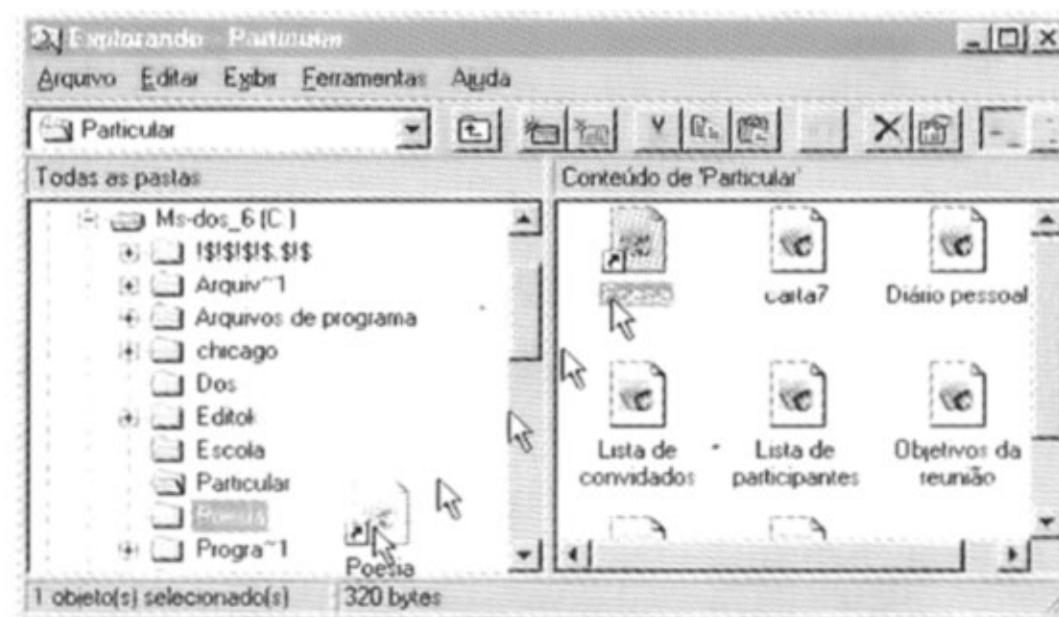 Explorando - Particular
Arquivo Editar Exibir Ferramentas Ajuda
Particular
Todas as pastas
Conteúdo de 'Particular'
Ms-dos_6 (C:)
!$!$!$!$.$!$
Arquiv~1
Arquivos de programa
chicago
Dos
Editok
Escola
Particular
Poesia
Progra~1
Poesia
carta7
Diário pessoal
Lista de
convidados
Lista de
participantes
Objetivos da
reunião
1 objeto(s) selecionado(s)
320 bytes